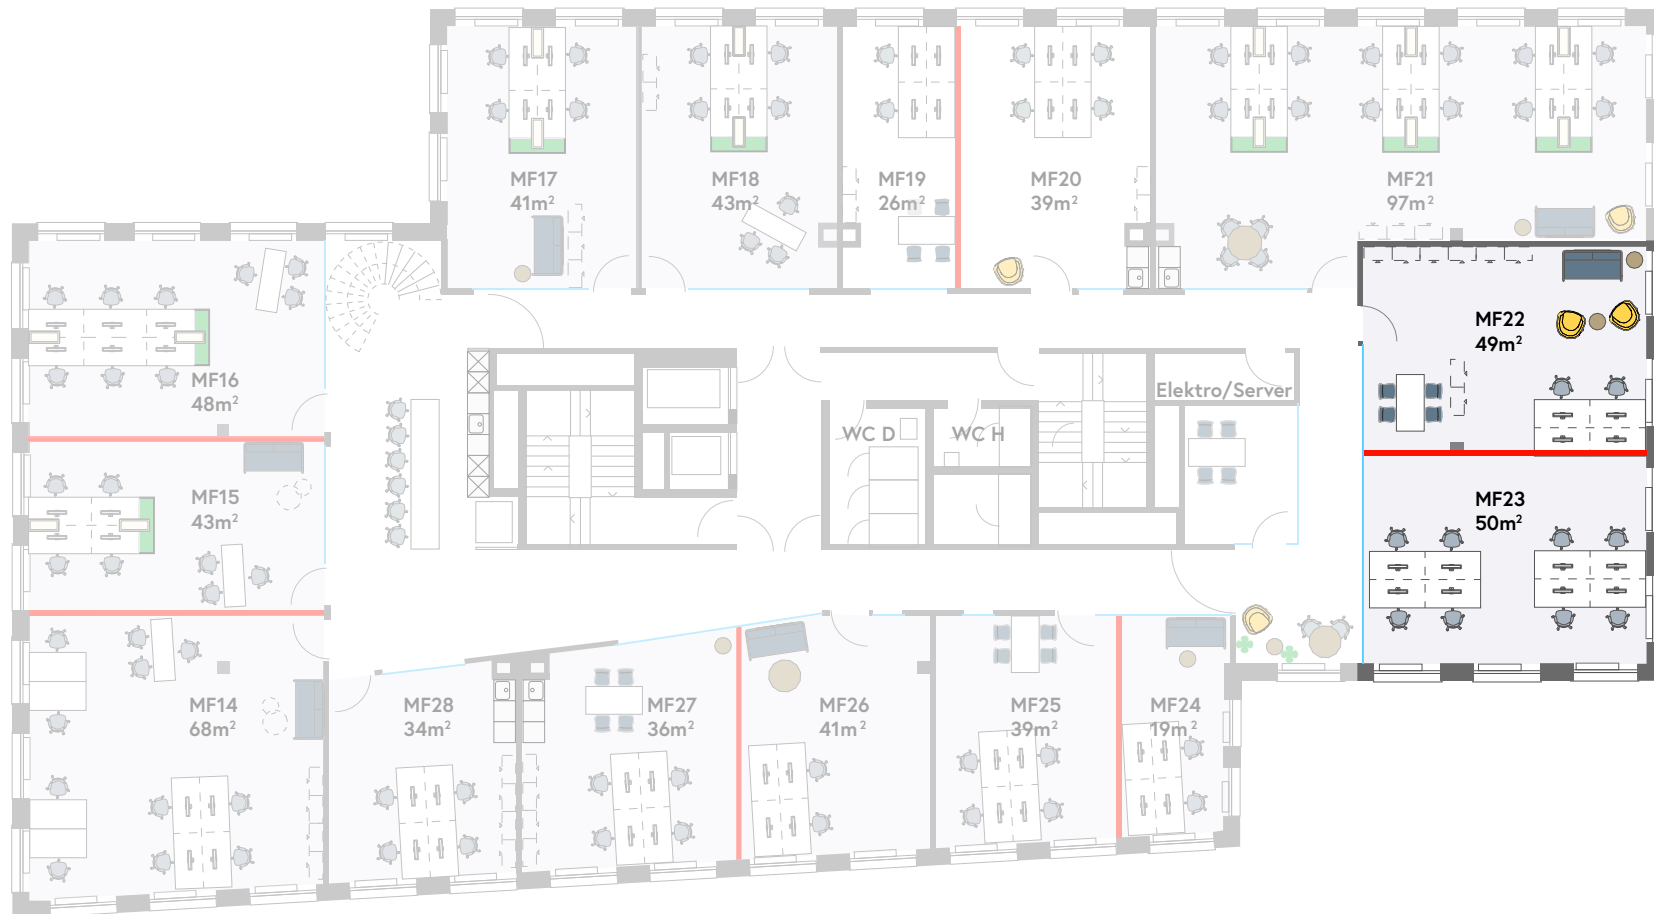 MF17
41m²
MF18
43m²
MF19
26m²
MF20
39m²
MF21
97m²
MF22
49m²
MF16
48m²
Elektro/Server
WC D
WC H
MF15
43m²
MF23
50m²
MF14
68m²
MF28
34m²
MF27
36m²
MF26
41m²
MF25
39m²
MF24
19m²